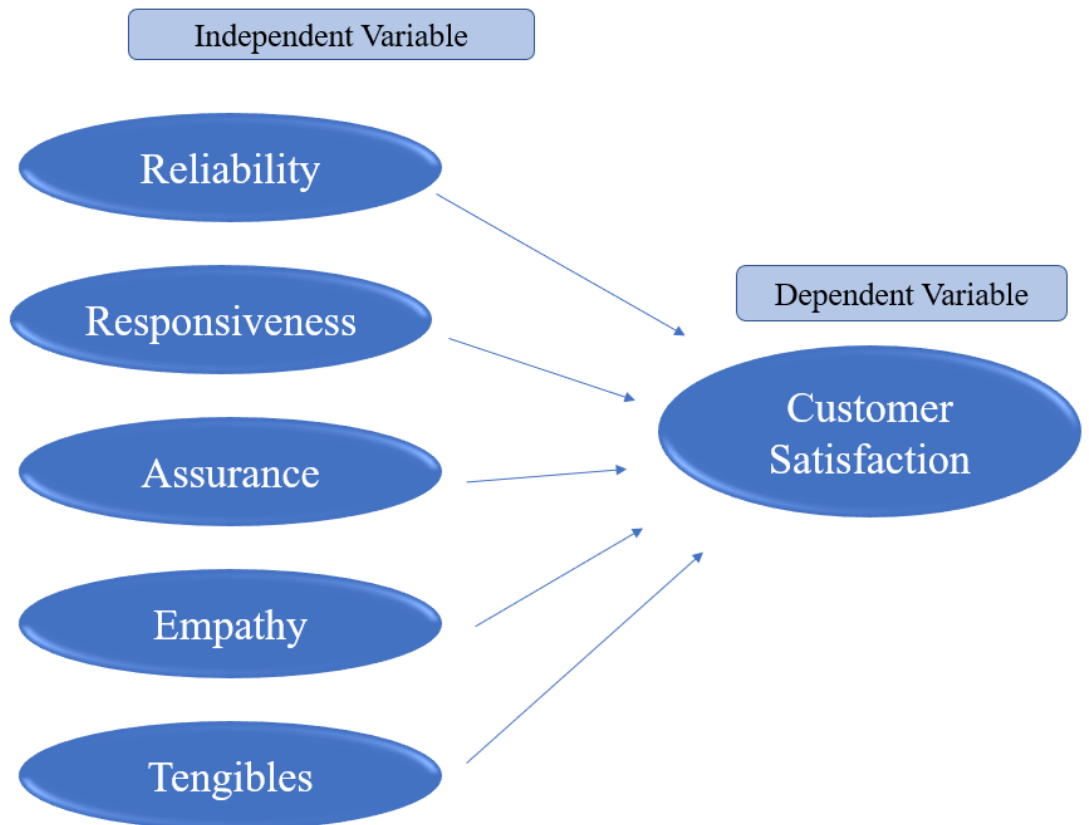 Independent Variable
Reliability
Responsiveness
Assurance
Empathy
Tengibles
Dependent Variable
Customer
Satisfaction